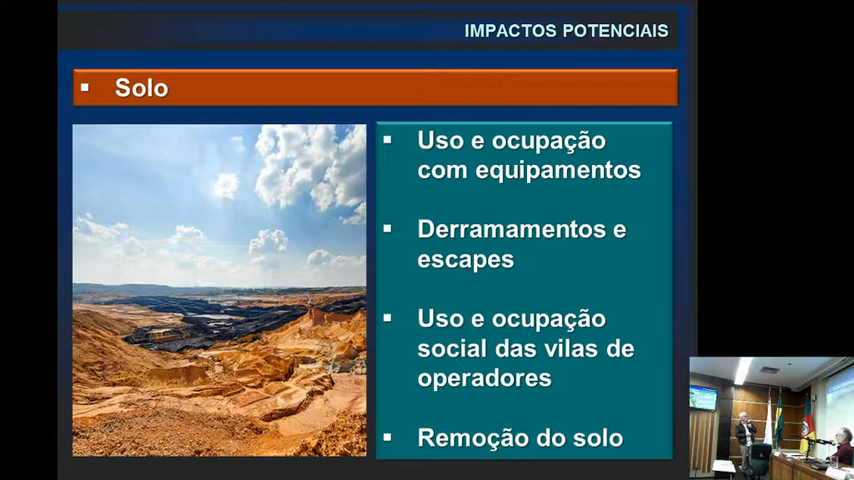 IMPACTOS POTENCIAIS
▪ Solo
▪ Uso e ocupação
com equipamentos
▪ Derramamentos e
escapes
▪ Uso e ocupação
social das vilas de
operadores
▪ Remoção do solo